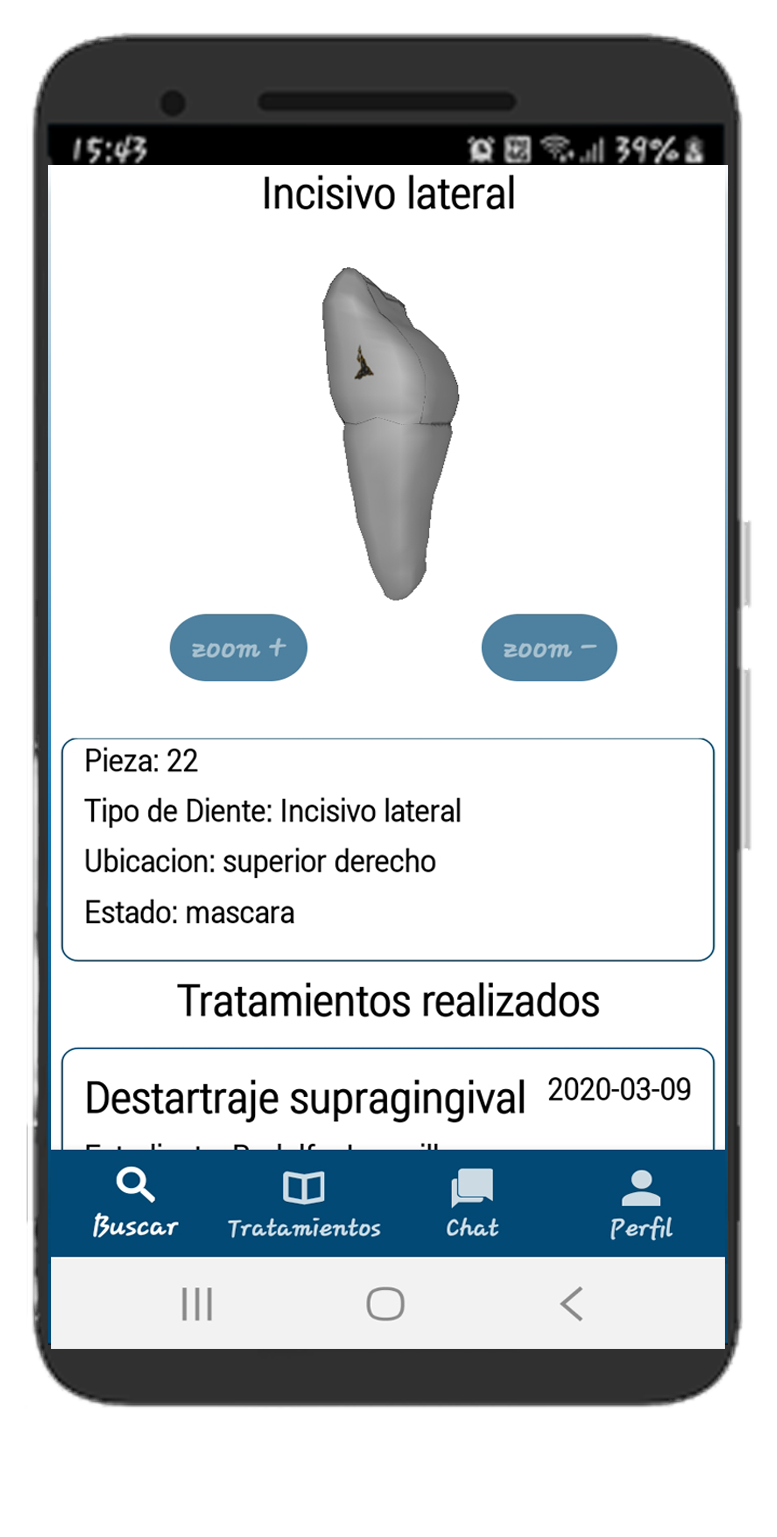 15:43
39%
Incisivo lateral
zoom +
zoom -
Pieza: 22
Tipo de Diente: Incisivo lateral
Ubicacion: superior derecho
Estado: mascara
Tratamientos realizados
Destartraje supragingival 2020-03-09
Buscar Tratamientos Chat Perfil